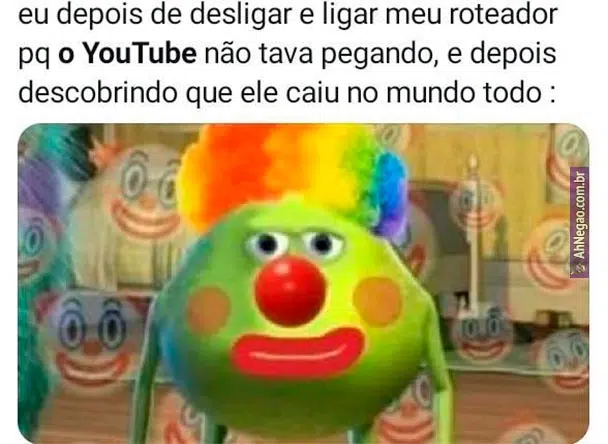 eu depois de desligar e ligar meu roteador
pq o YouTube não tava pegando, e depois
descobrindo que ele caiu no mundo todo :
AhNegao.com.br